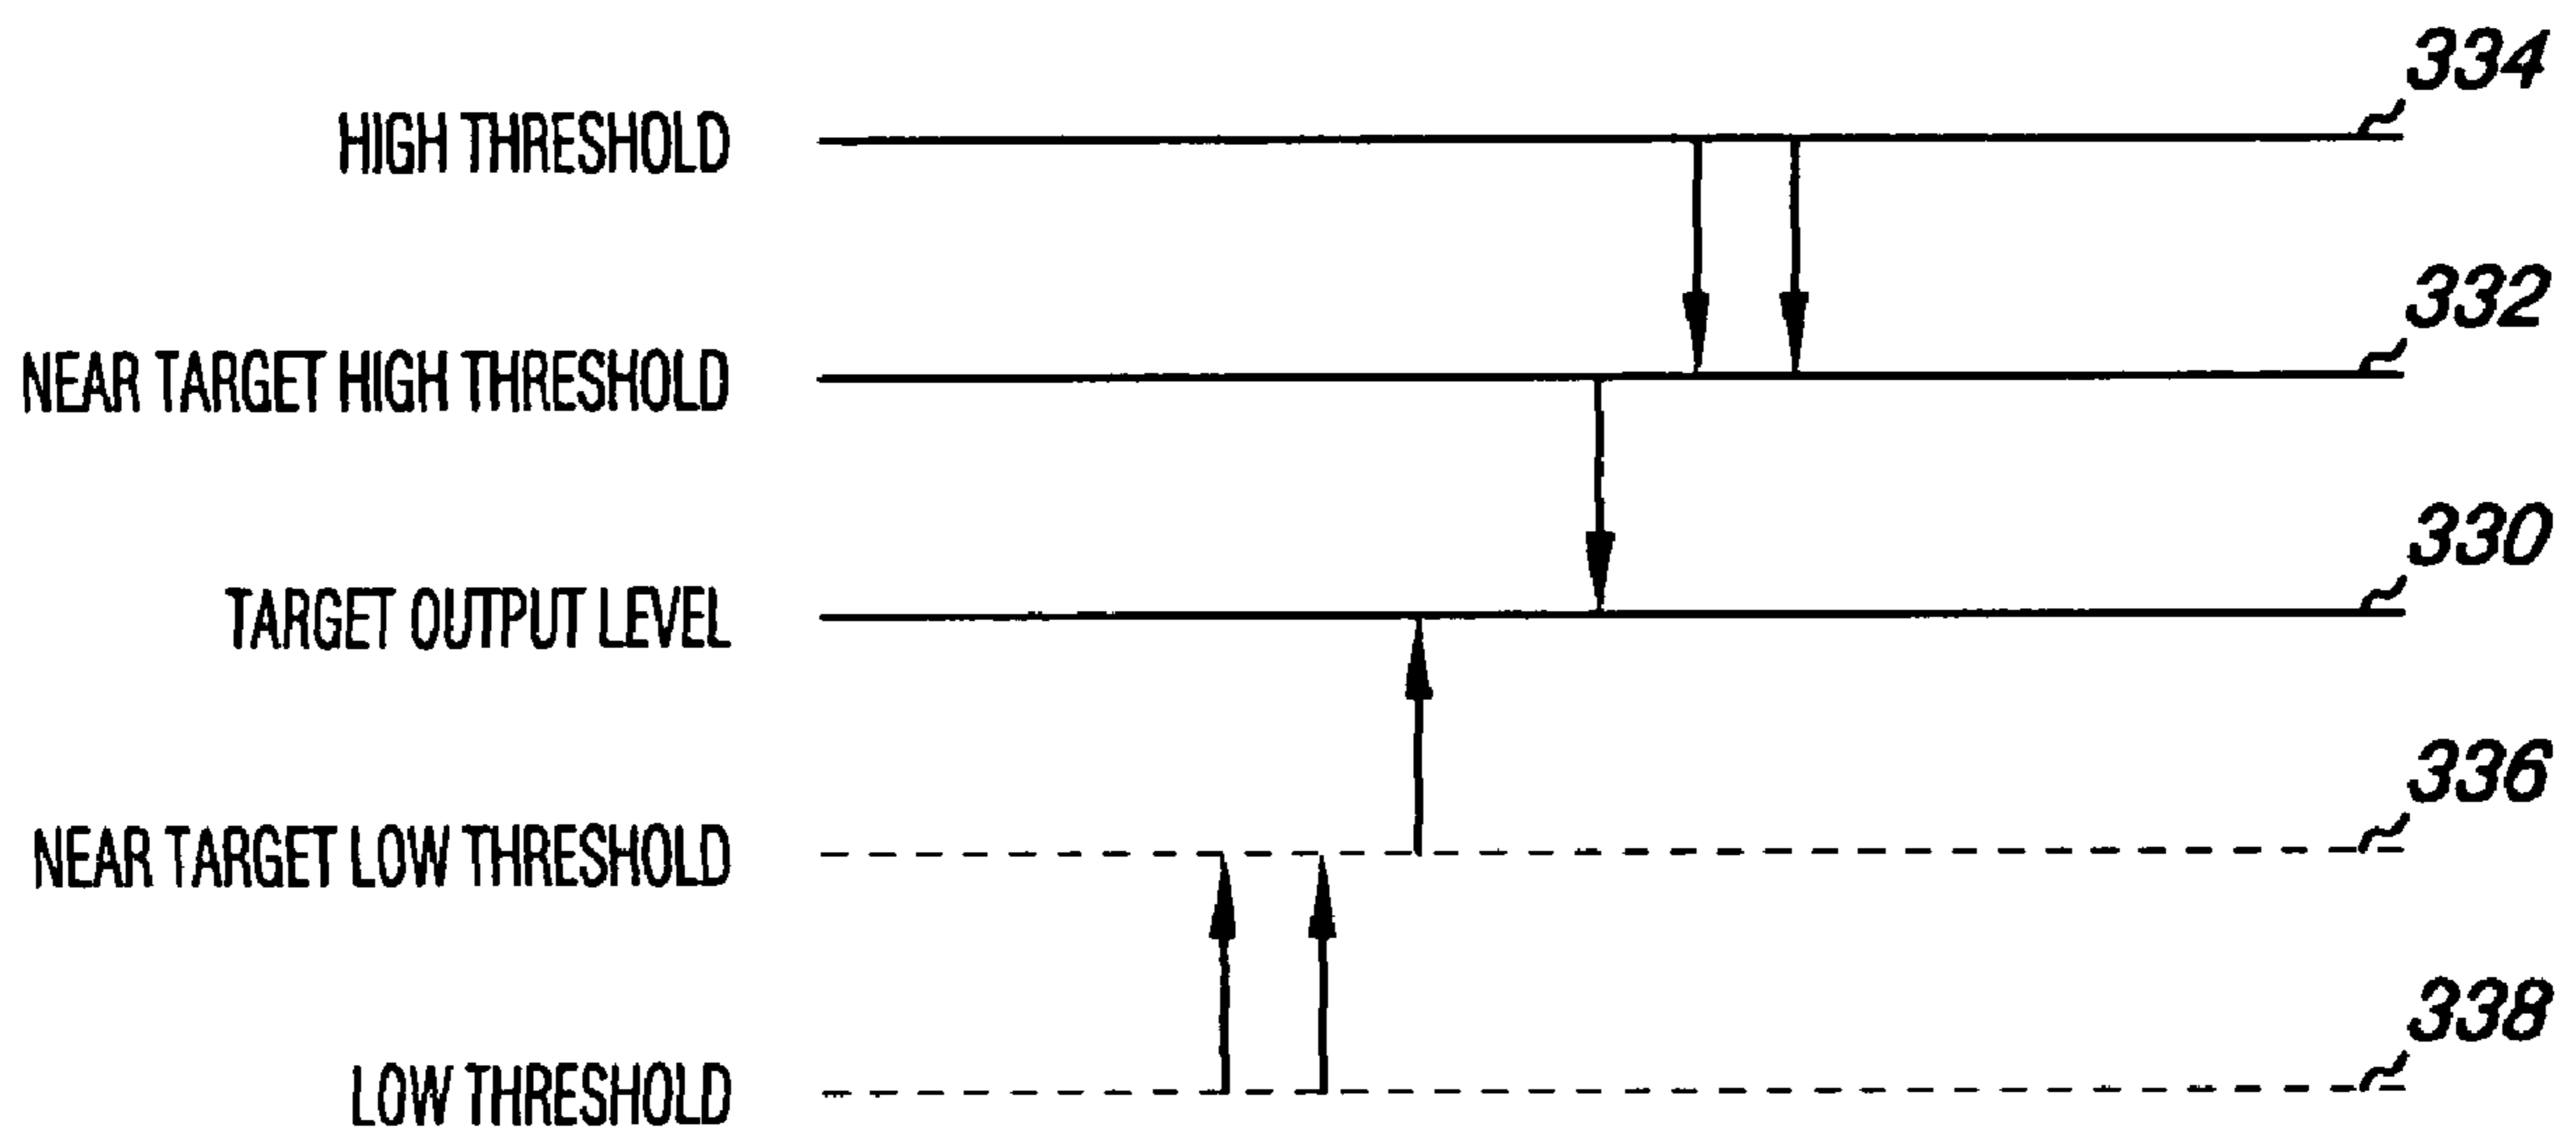 334
HIGH THRESHOLD
332
NEAR TARGET HIGH THRESHOLD
330
TARGET OUTPUT LEVEL
336
NEAR TARGET LOW THRESHOLD
338
LOW THRESHOLD